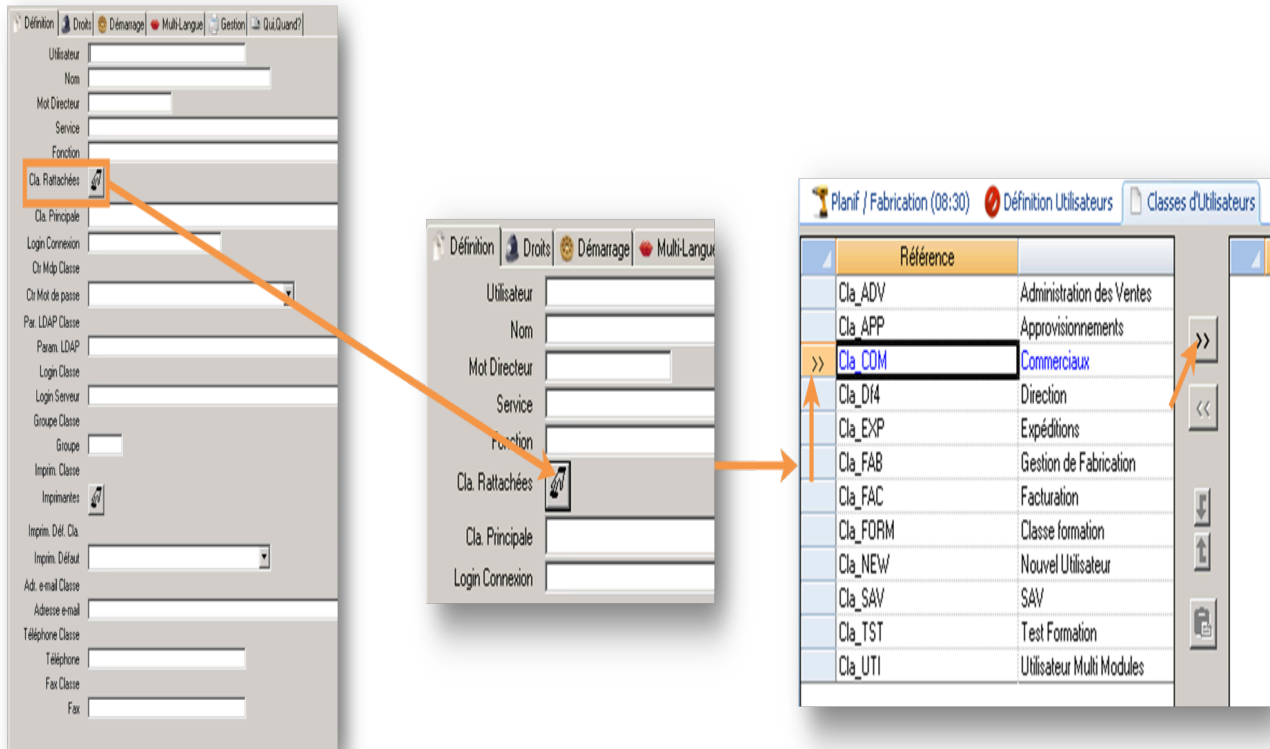 Définition Droits Démarrage Multi-Langue Gestion Qui,Quand?
Utilisateur
Nom
Mot Directeur
Service
Fonction
Cla. Rattachées
Cla. Principale
Login Connexion
Ctr Mdp Classe
Ctr Mot de passe
Par. LDAP Classe
Param. LDAP
Login Classe
Login Serveur
Groupe Classe
Groupe
Imprim. Classe
Imprimantes
Imprim. Déf. Cla.
Imprim. Défaut
Adr. e-mail Classe
Adresse e-mail
Téléphone Classe
Téléphone
Fax Classe
Fax
Définition Droits Démarrage Multi-Langue
Utilisateur
Nom
Mot Directeur
Service
Fonction
Cla. Rattachées
Cla. Principale
Login Connexion
Planif / Fabrication (08:30) Définition Utilisateurs Classes d'Utilisateurs
Référence
Cla_ADV Administration des Ventes
Cla_APP Approvisionnements
>> Cla_COM Commerciaux
Cla_Df4 Direction
Cla_EXP Expéditions
Cla_FAB Gestion de Fabrication
Cla_FAC Facturation
Cla_FORM Classe formation
Cla_NEW Nouvel Utilisateur
Cla_SAV SAV
Cla_TST Test Formation
Cla_UTI Utilisateur Multi Modules
>>
<<